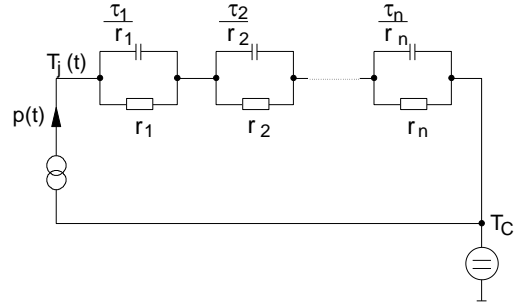 τ1 τ2 τn
r1 r2 rn
Tj(t)
p(t)
r1 r2 rn
TC